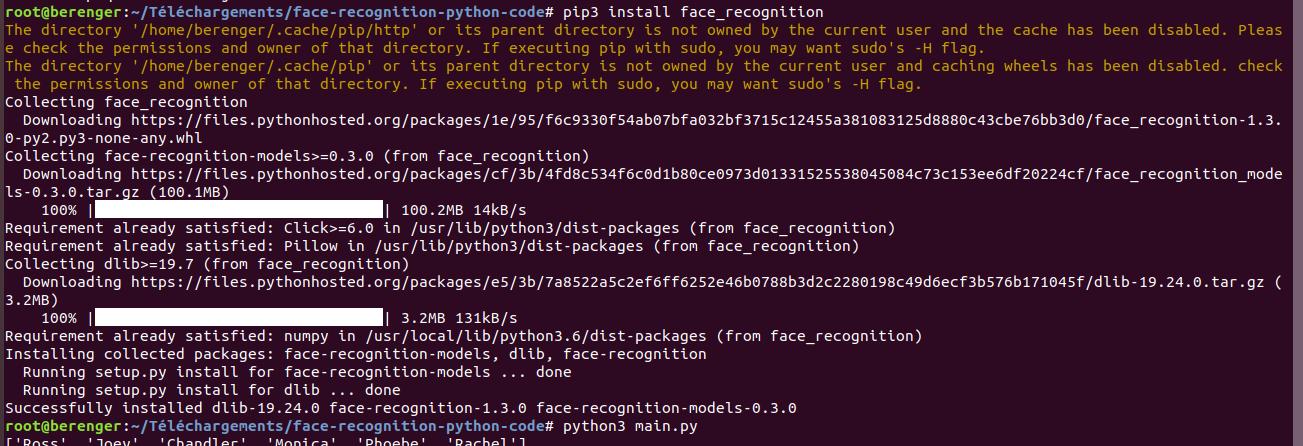 root@berenger:~/Téléchargements/face-recognition-python-code# pip3 install face_recognition
The directory '/home/berenger/.cache/pip/http' or its parent directory is not owned by the current user and the cache has been disabled. Pleas
e check the permissions and owner of that directory. If executing pip with sudo, you may want sudo's -H flag.
The directory '/home/berenger/.cache/pip' or its parent directory is not owned by the current user and caching wheels has been disabled. check
 the permissions and owner of that directory. If executing pip with sudo, you may want sudo's -H flag.
Collecting face_recognition
  Downloading https://files.pythonhosted.org/packages/1e/95/f6c9330f54ab07bfa032bf3715c12455a381083125d8880c43cbe76bb3d0/face_recognition-1.3.
0-py2.py3-none-any.whl
Collecting face-recognition-models>=0.3.0 (from face_recognition)
  Downloading https://files.pythonhosted.org/packages/cf/3b/4fd8c534f6c0d1b80ce0973d01331525538045084c73c153ee6df20224cf/face_recognition_mode
ls-0.3.0.tar.gz (100.1MB)
    100% || 100.2MB 14kB/s
Requirement already satisfied: Click>=6.0 in /usr/lib/python3/dist-packages (from face_recognition)
Requirement already satisfied: Pillow in /usr/lib/python3/dist-packages (from face_recognition)
Collecting dlib>=19.7 (from face_recognition)
  Downloading https://files.pythonhosted.org/packages/e5/3b/7a8522a5c2ef6ff6252e46b0788b3d2c2280198c49d6ecf3b576b171045f/dlib-19.24.0.tar.gz (
3.2MB)
    100% || 3.2MB 131kB/s
Requirement already satisfied: numpy in /usr/local/lib/python3.6/dist-packages (from face_recognition)
Installing collected packages: face-recognition-models, dlib, face-recognition
  Running setup.py install for face-recognition-models ... done
  Running setup.py install for dlib ... done
Successfully installed dlib-19.24.0 face-recognition-1.3.0 face-recognition-models-0.3.0
root@berenger:~/Téléchargements/face-recognition-python-code# python3 main.py
['Ross', 'Joey', 'Chandler', 'Monica', 'Phoebe', 'Rachel']